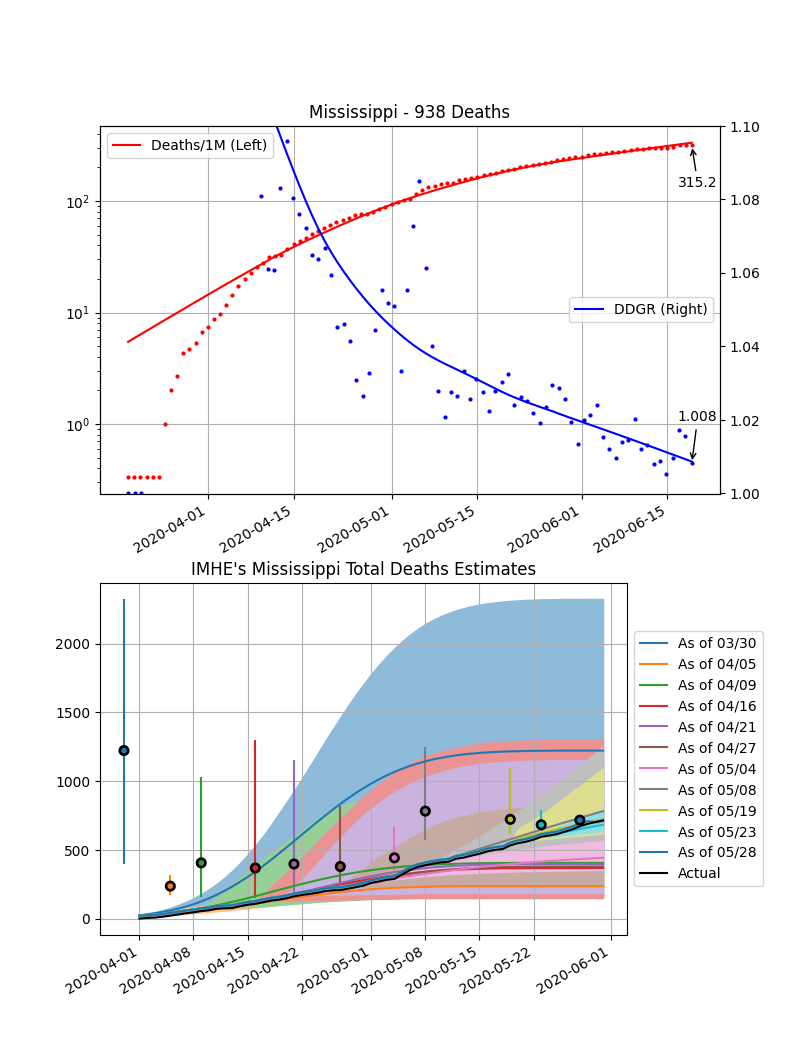 Mississippi - 938 Deaths
Deaths/1M (Left)
DDGR (Right)
315.2
1.008
10² 10¹ 10⁰
1.10
1.08
1.06
1.04
1.02
1.00
2020-04-01 2020-04-15 2020-05-01 2020-05-15 2020-06-01 2020-06-15
IMHE's Mississippi Total Deaths Estimates
2000
1500
1000
500
0
2020-04-01 2020-04-08 2020-04-15 2020-04-22 2020-05-01 2020-05-08 2020-05-15 2020-05-22 2020-06-01
As of 03/30
As of 04/05
As of 04/09
As of 04/16
As of 04/21
As of 04/27
As of 05/04
As of 05/08
As of 05/19
As of 05/23
As of 05/28
Actual